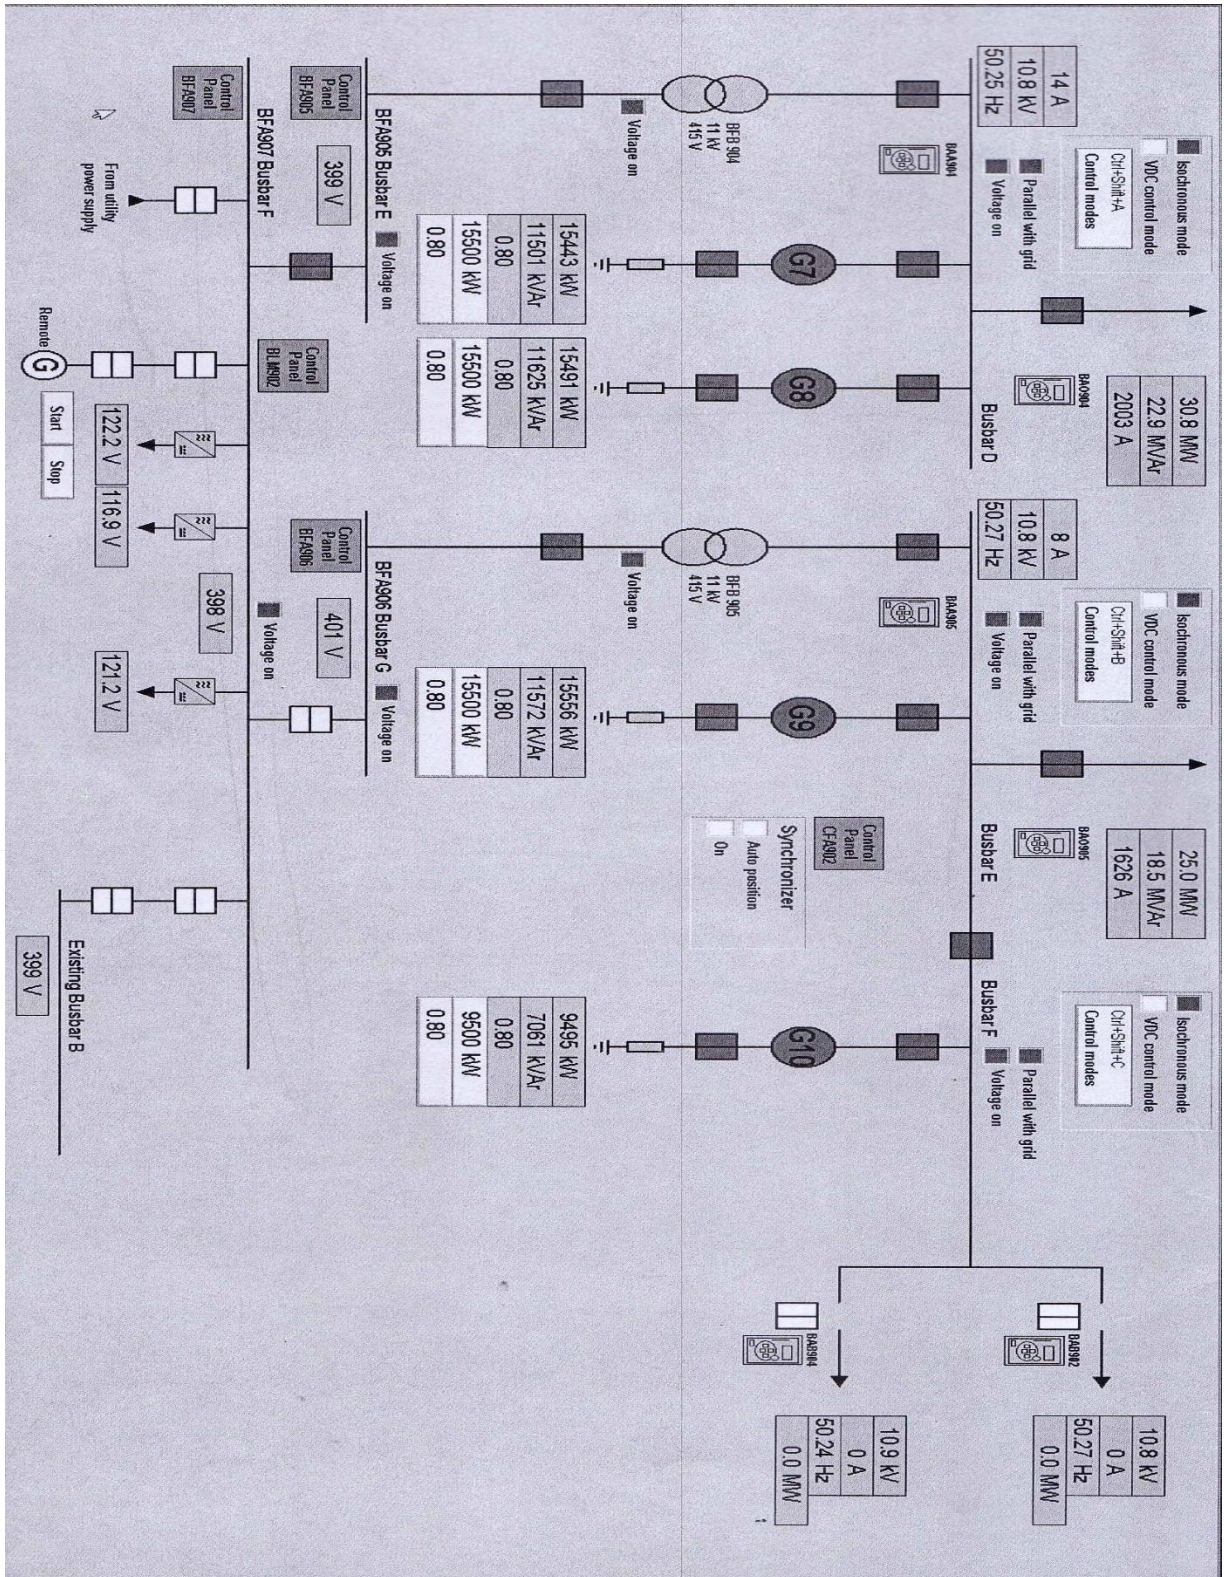 Isochronous mode
VDC control mode
Ctrl+Shift+A
Control modes
14 A
10.8 kV
50.25 Hz
Parallel with grid
Voltage on
30.8 MW
22.9 MVAr
2003 A
BAO904
Busbar D
Isochronous mode
VDC control mode
Ctrl+Shift+B
Control modes
8 A
10.8 kV
50.27 Hz
Parallel with grid
Voltage on
25.0 MW
18.5 MVAr
1626 A
BAO905
Busbar E
Isochronous mode
VDC control mode
Ctrl+Shift+C
Control modes
Parallel with grid
Voltage on
Busbar F
BAB902
10.8 kV
0 A
50.27 Hz
0.0 MW
BAB904
10.9 kV
0 A
50.24 Hz
0.0 MW
BAA904
BFB 904
11 kV
415 V
Voltage on
G7
G8
BAA905
BFB 905
11 kV
415 V
Voltage on
G9
Control
Panel
CFA902
Synchronizer
Auto position
On
G10
15443 kW
11501 kVAr
0.80
15500 kW
0.80
15491 kW
11625 kVAr
0.80
15500 kW
0.80
15556 kW
11572 kVAr
0.80
15500 kW
0.80
9495 kW
7061 kVAr
0.80
9500 kW
0.80
BFA905 Busbar E
Voltage on
399 V
Control
Panel
BFA905
BFA906 Busbar G
Voltage on
401 V
Control
Panel
BFA906
BFA907 Busbar F
Control
Panel
BFA907
Control
Panel
BLM902
Voltage on
398 V
From utility
power supply
Remote
G
Start
Stop
122.2 V
116.9 V
121.2 V
Existing Busbar B
399 V